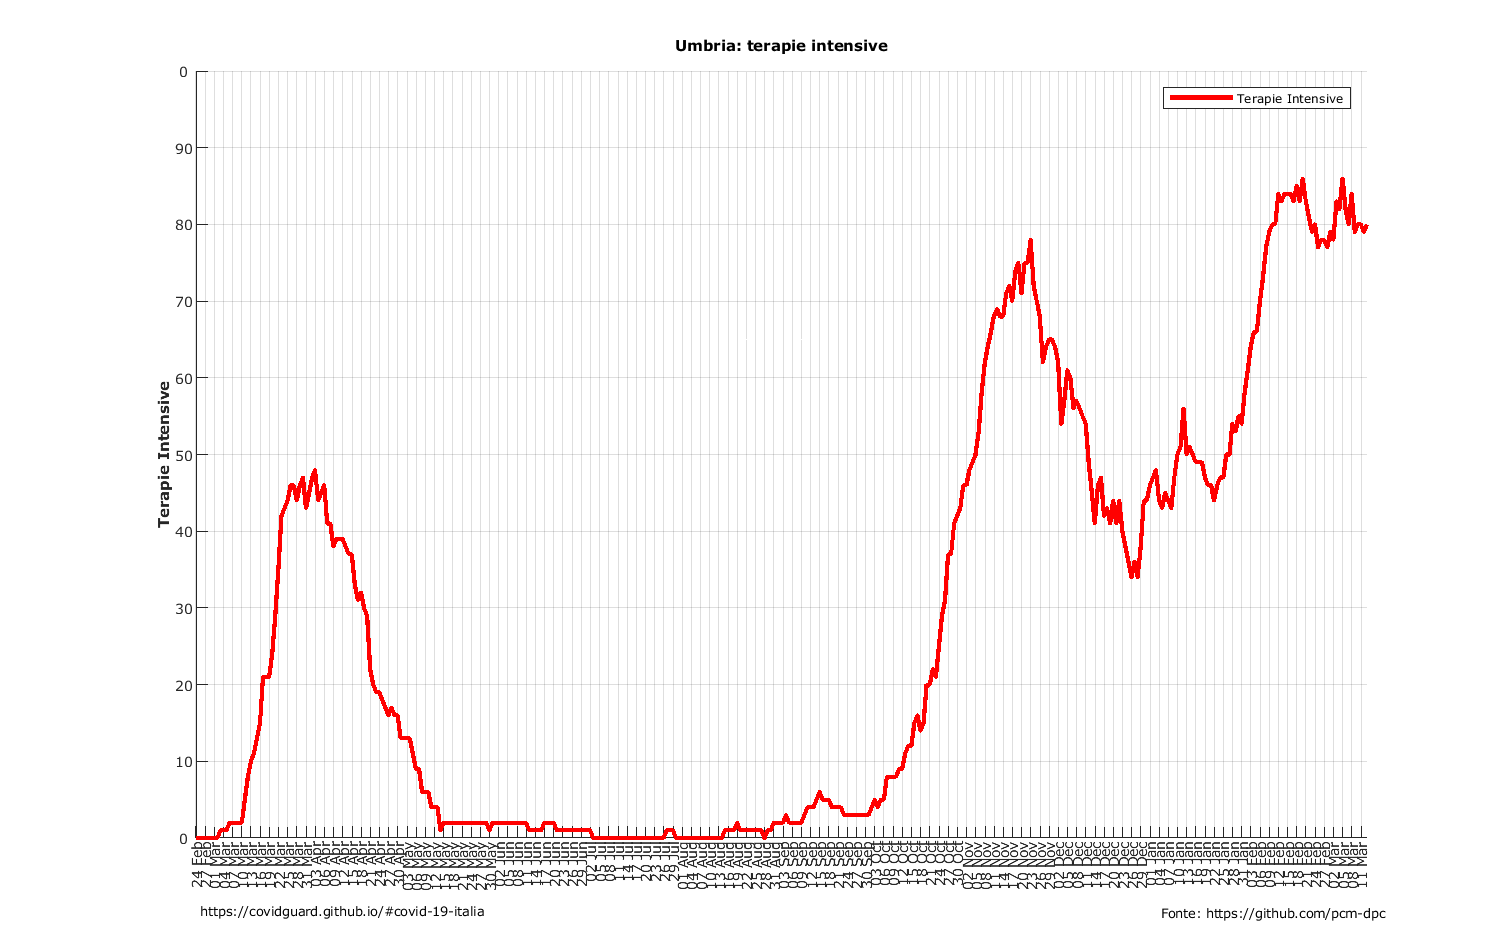 Umbria: terapie intensive
Terapie Intensive
0
90
80
70
60
50
40
30
20
10
0
Terapie Intensive
24 Feb
27 Feb
01 Mar
04 Mar
07 Mar
10 Mar
13 Mar
16 Mar
19 Mar
22 Mar
25 Mar
28 Mar
31 Mar
03 Apr
06 Apr
09 Apr
12 Apr
15 Apr
18 Apr
21 Apr
24 Apr
27 Apr
30 Apr
03 May
06 May
09 May
12 May
15 May
18 May
21 May
24 May
27 May
30 May
02 Jun
05 Jun
08 Jun
11 Jun
14 Jun
17 Jun
20 Jun
23 Jun
26 Jun
29 Jun
02 Jul
05 Jul
08 Jul
11 Jul
14 Jul
17 Jul
20 Jul
23 Jul
26 Jul
29 Jul
01 Aug
04 Aug
07 Aug
10 Aug
13 Aug
16 Aug
19 Aug
22 Aug
25 Aug
28 Aug
31 Aug
03 Sep
06 Sep
09 Sep
12 Sep
15 Sep
18 Sep
21 Sep
24 Sep
27 Sep
30 Sep
03 Oct
06 Oct
09 Oct
12 Oct
15 Oct
18 Oct
21 Oct
24 Oct
27 Oct
30 Oct
02 Nov
05 Nov
08 Nov
11 Nov
14 Nov
17 Nov
20 Nov
23 Nov
26 Nov
29 Nov
02 Dec
05 Dec
08 Dec
11 Dec
14 Dec
17 Dec
20 Dec
23 Dec
26 Dec
29 Dec
01 Jan
04 Jan
07 Jan
10 Jan
13 Jan
16 Jan
19 Jan
22 Jan
25 Jan
28 Jan
31 Jan
03 Feb
06 Feb
09 Feb
12 Feb
15 Feb
18 Feb
21 Feb
24 Feb
27 Feb
02 Mar
05 Mar
08 Mar
11 Mar
https://covidguard.github.io/#covid-19-italia
Fonte: https://github.com/pcm-dpc